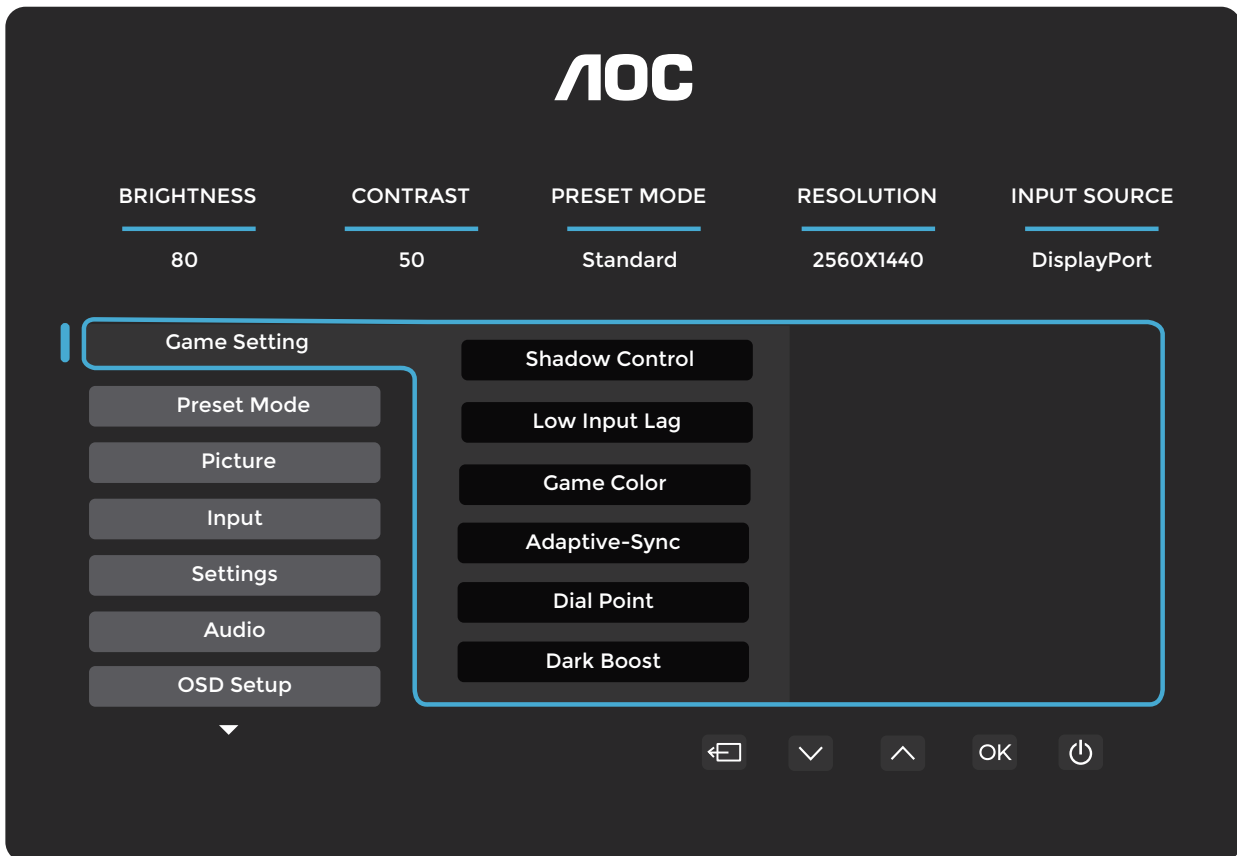 AOC
BRIGHTNESS CONTRAST PRESET MODE RESOLUTION INPUT SOURCE
80 50 Standard 2560X1440 DisplayPort
Game Setting
Preset Mode
Picture
Input
Settings
Audio
OSD Setup
Shadow Control
Low Input Lag
Game Color
Adaptive-Sync
Dial Point
Dark Boost
OK